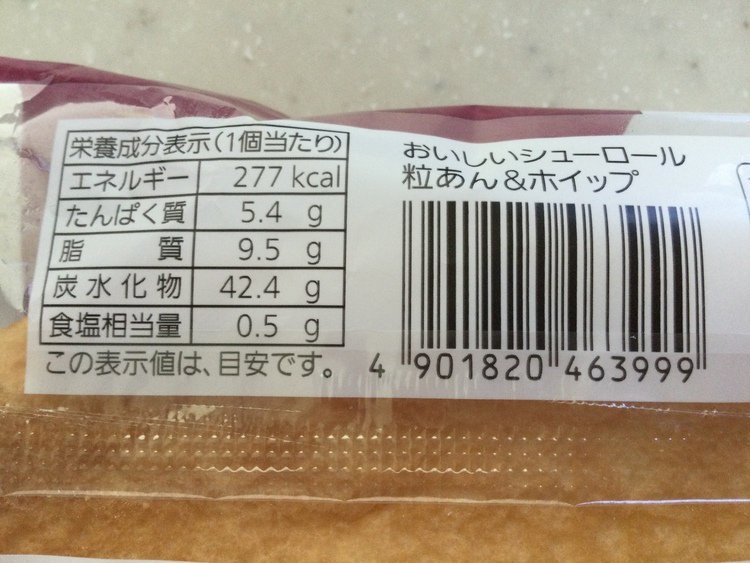 栄養成分表示(1個当たり)
エネルギー 277 kcal
たんぱく質 5.4 g
脂質 9.5 g
炭水化物 42.4 g
食塩相当量 0.5 g
この表示値は、目安です。
おいしいシューロール
粒あん&ホイップ
4 901820 463999